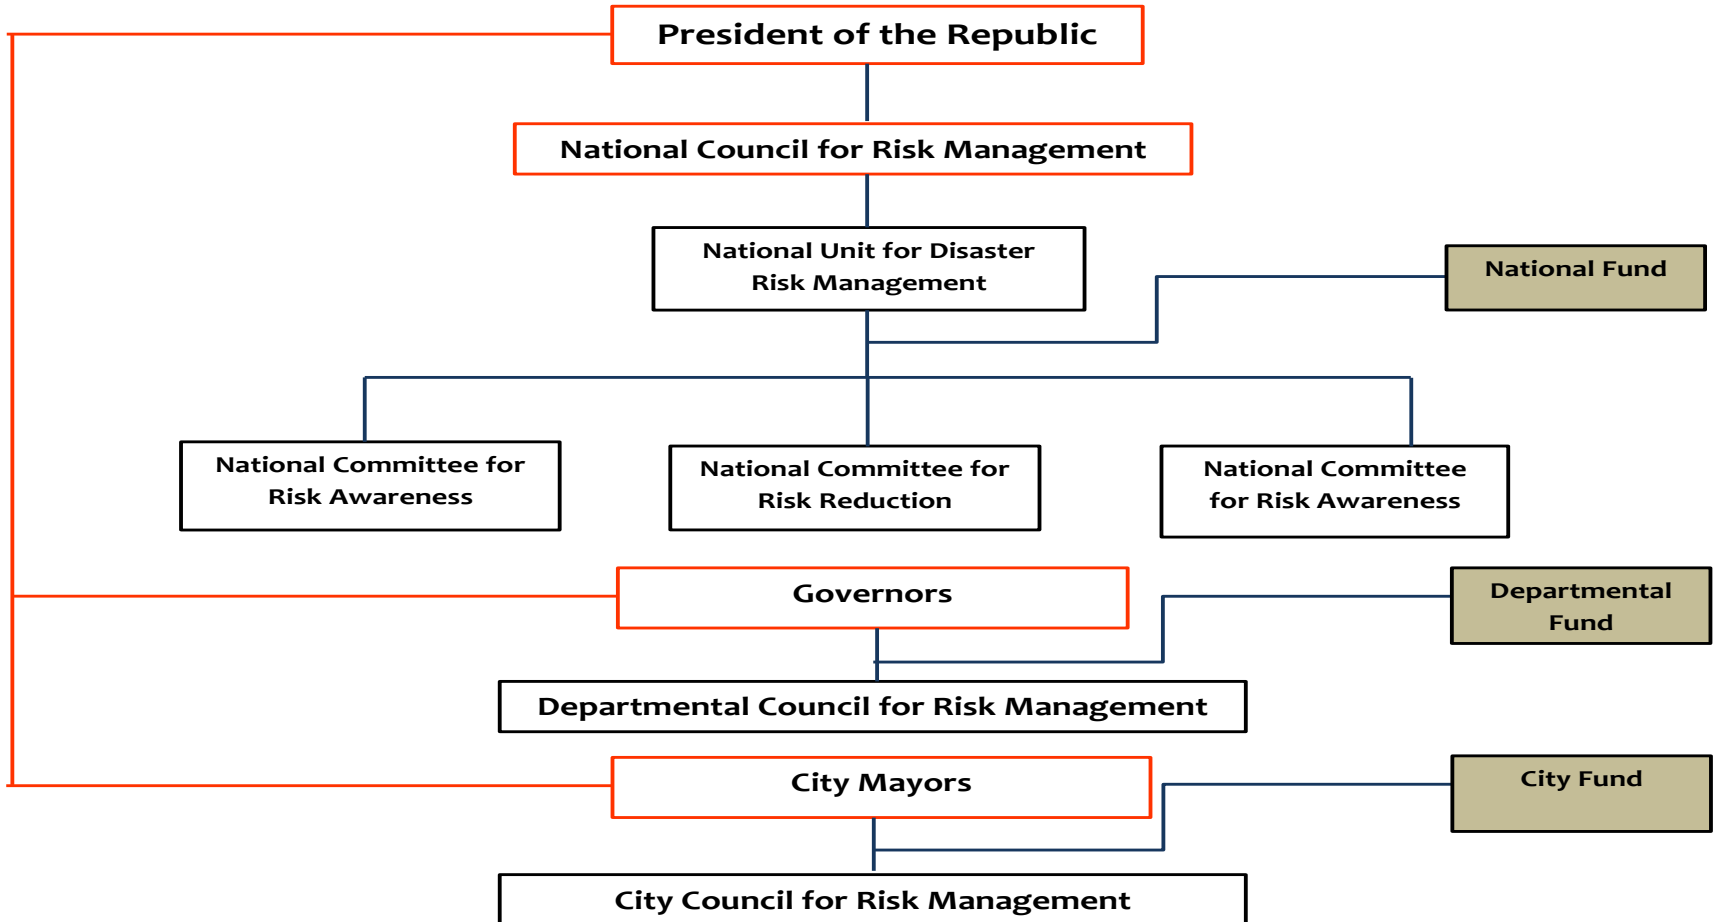 President of the Republic
National Council for Risk Management
National Unit for Disaster
Risk Management
National Fund
National Committee for
Risk Awareness
National Committee for
Risk Reduction
National Committee
for Risk Awareness
Governors
Departmental
Fund
Departmental Council for Risk Management
City Mayors
City Fund
City Council for Risk Management